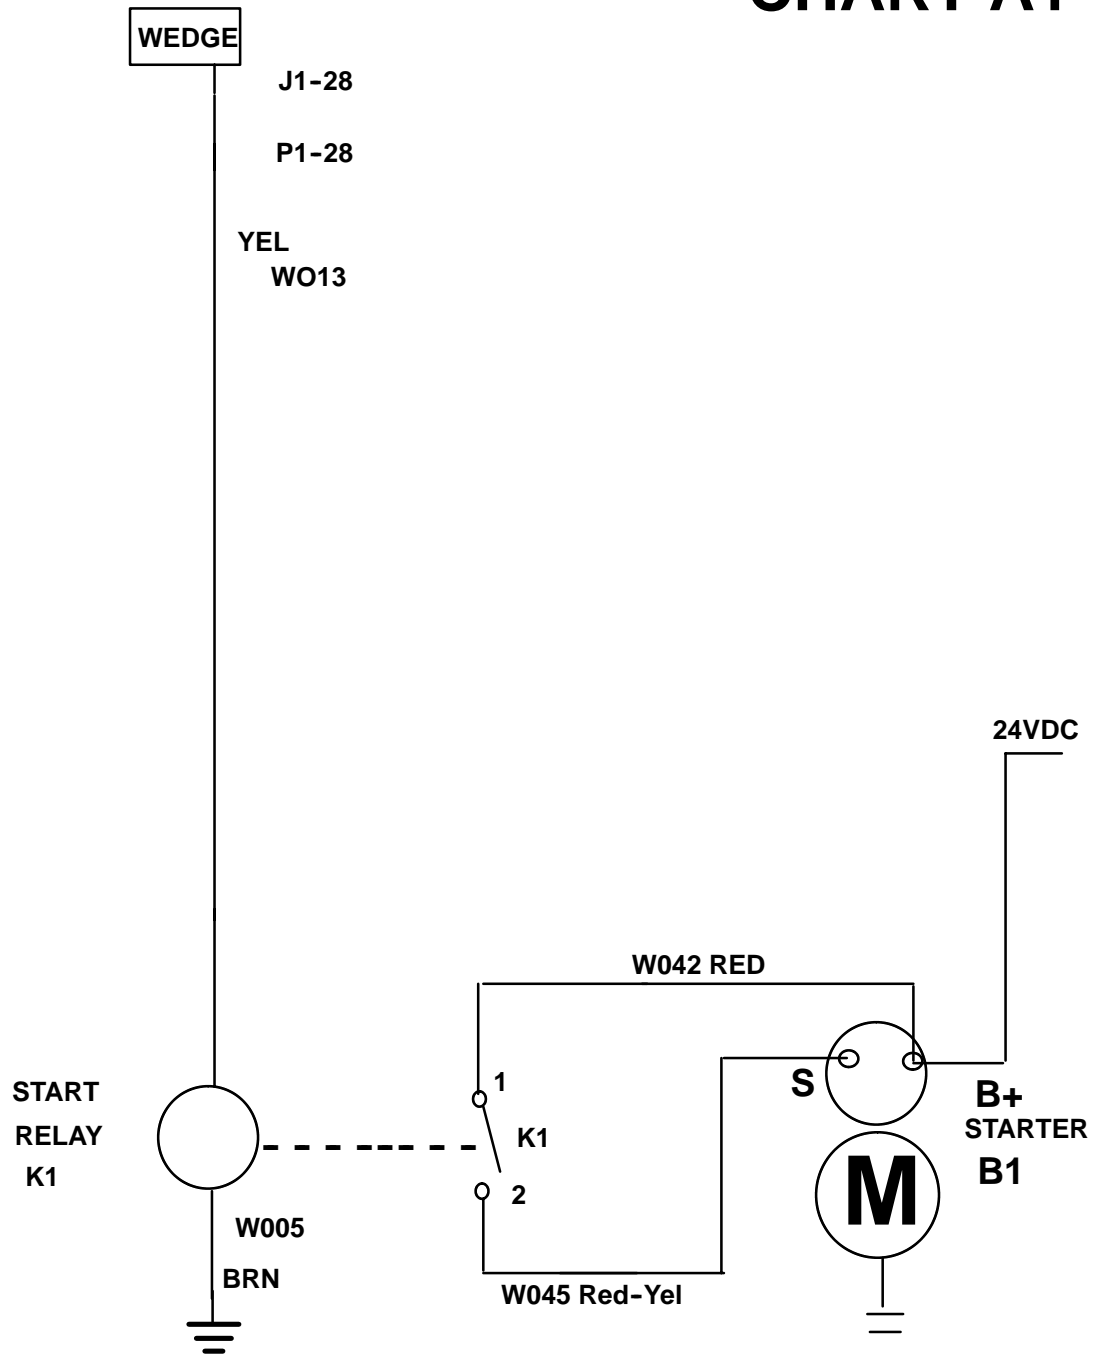 WEDGE
J1-28
P1-28
YEL
WO13
24VDC
W042 RED
START
RELAY
K1
1
K1
2
S
B+
STARTER
B1
M
W005
BRN
W045 Red-Yel